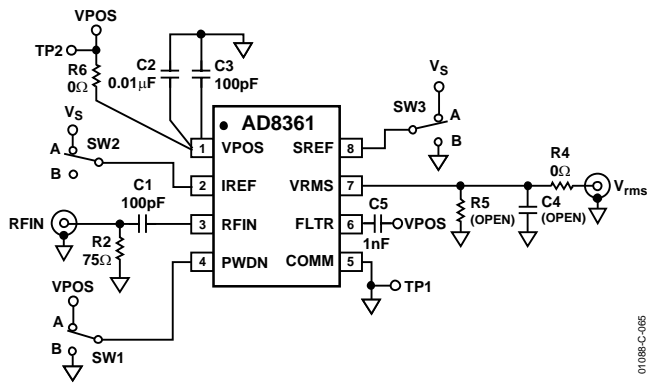 VPOS
TP2
R6
0Ω
C2
0.01µF
C3
100pF
VS
SW2
A
B
AD8361
1 VPOS
SREF 8
2 IREF
VRMS 7
3 RFIN
FLTR 6
4 PWDN
COMM 5
VS
SW3
A
B
R4
0Ω
Vrms
C1
100pF
RFIN
R2
75Ω
C5
1nF
VPOS
R5
(OPEN)
C4
(OPEN)
TP1
VPOS
A
B
SW1
01088-C-065